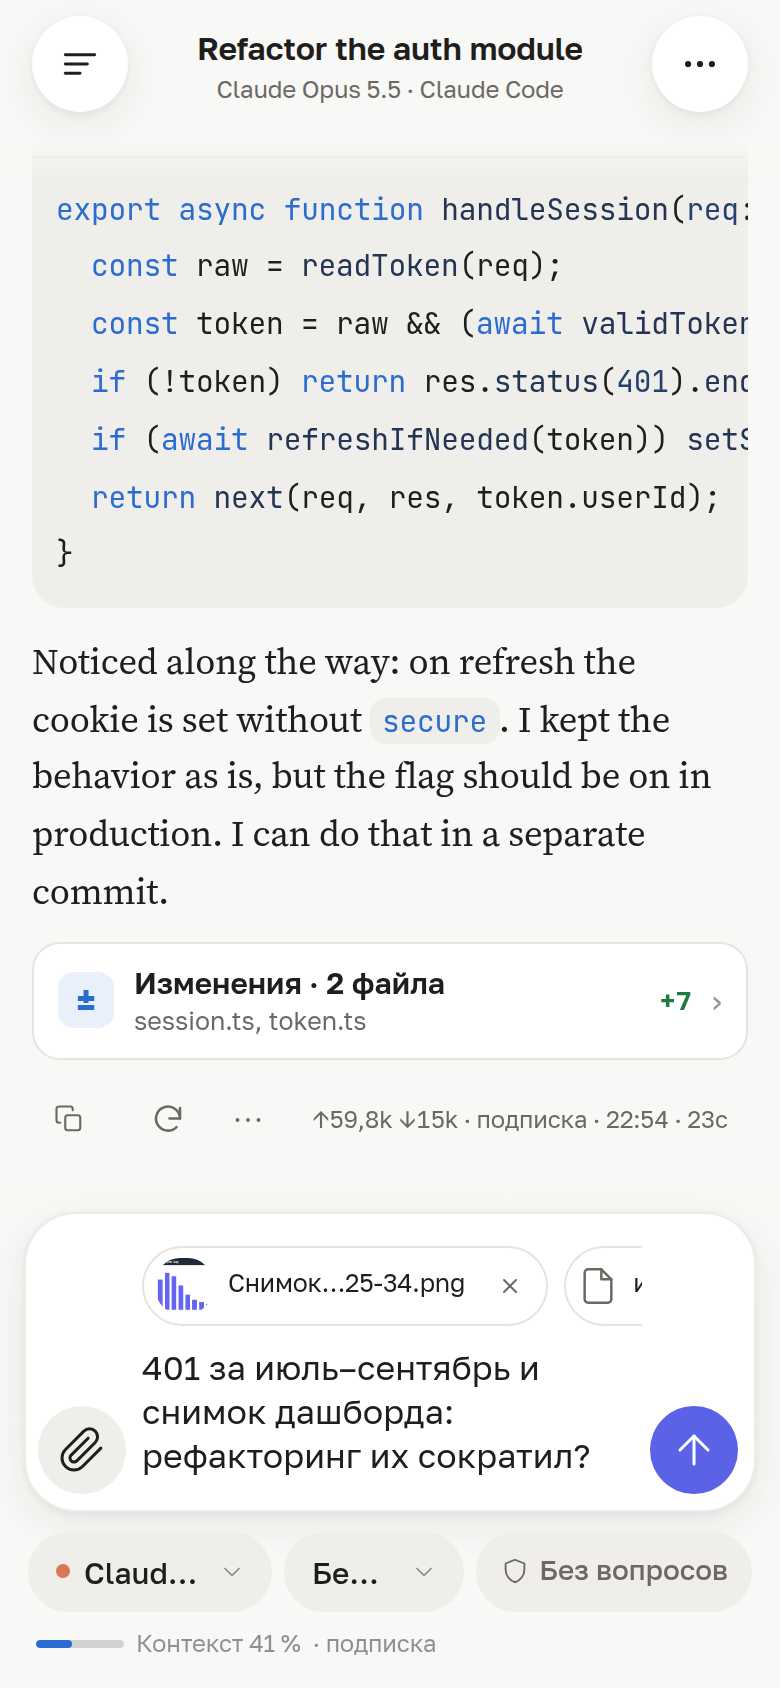 Refactor the auth module
Claude Opus 5.5 · Claude Code
export async function handleSession(req:
const raw = readToken(req);
const token = raw && (await validToken
if (!token) return res.status(401).end
if (await refreshIfNeeded(token)) setS
return next(req, res, token.userId);
}
Noticed along the way: on refresh the
cookie is set without secure. I kept the
behavior as is, but the flag should be on in
production. I can do that in a separate
commit.
Изменения · 2 файла
session.ts, token.ts
+7
↑59,8k ↓15k · подписка · 22:54 · 23с
Снимок…25-34.png
401 за июль–сентябрь и
снимок дашборда:
рефакторинг их сократил?
Claud…
Бе…
Без вопросов
Контекст 41 % · подписка